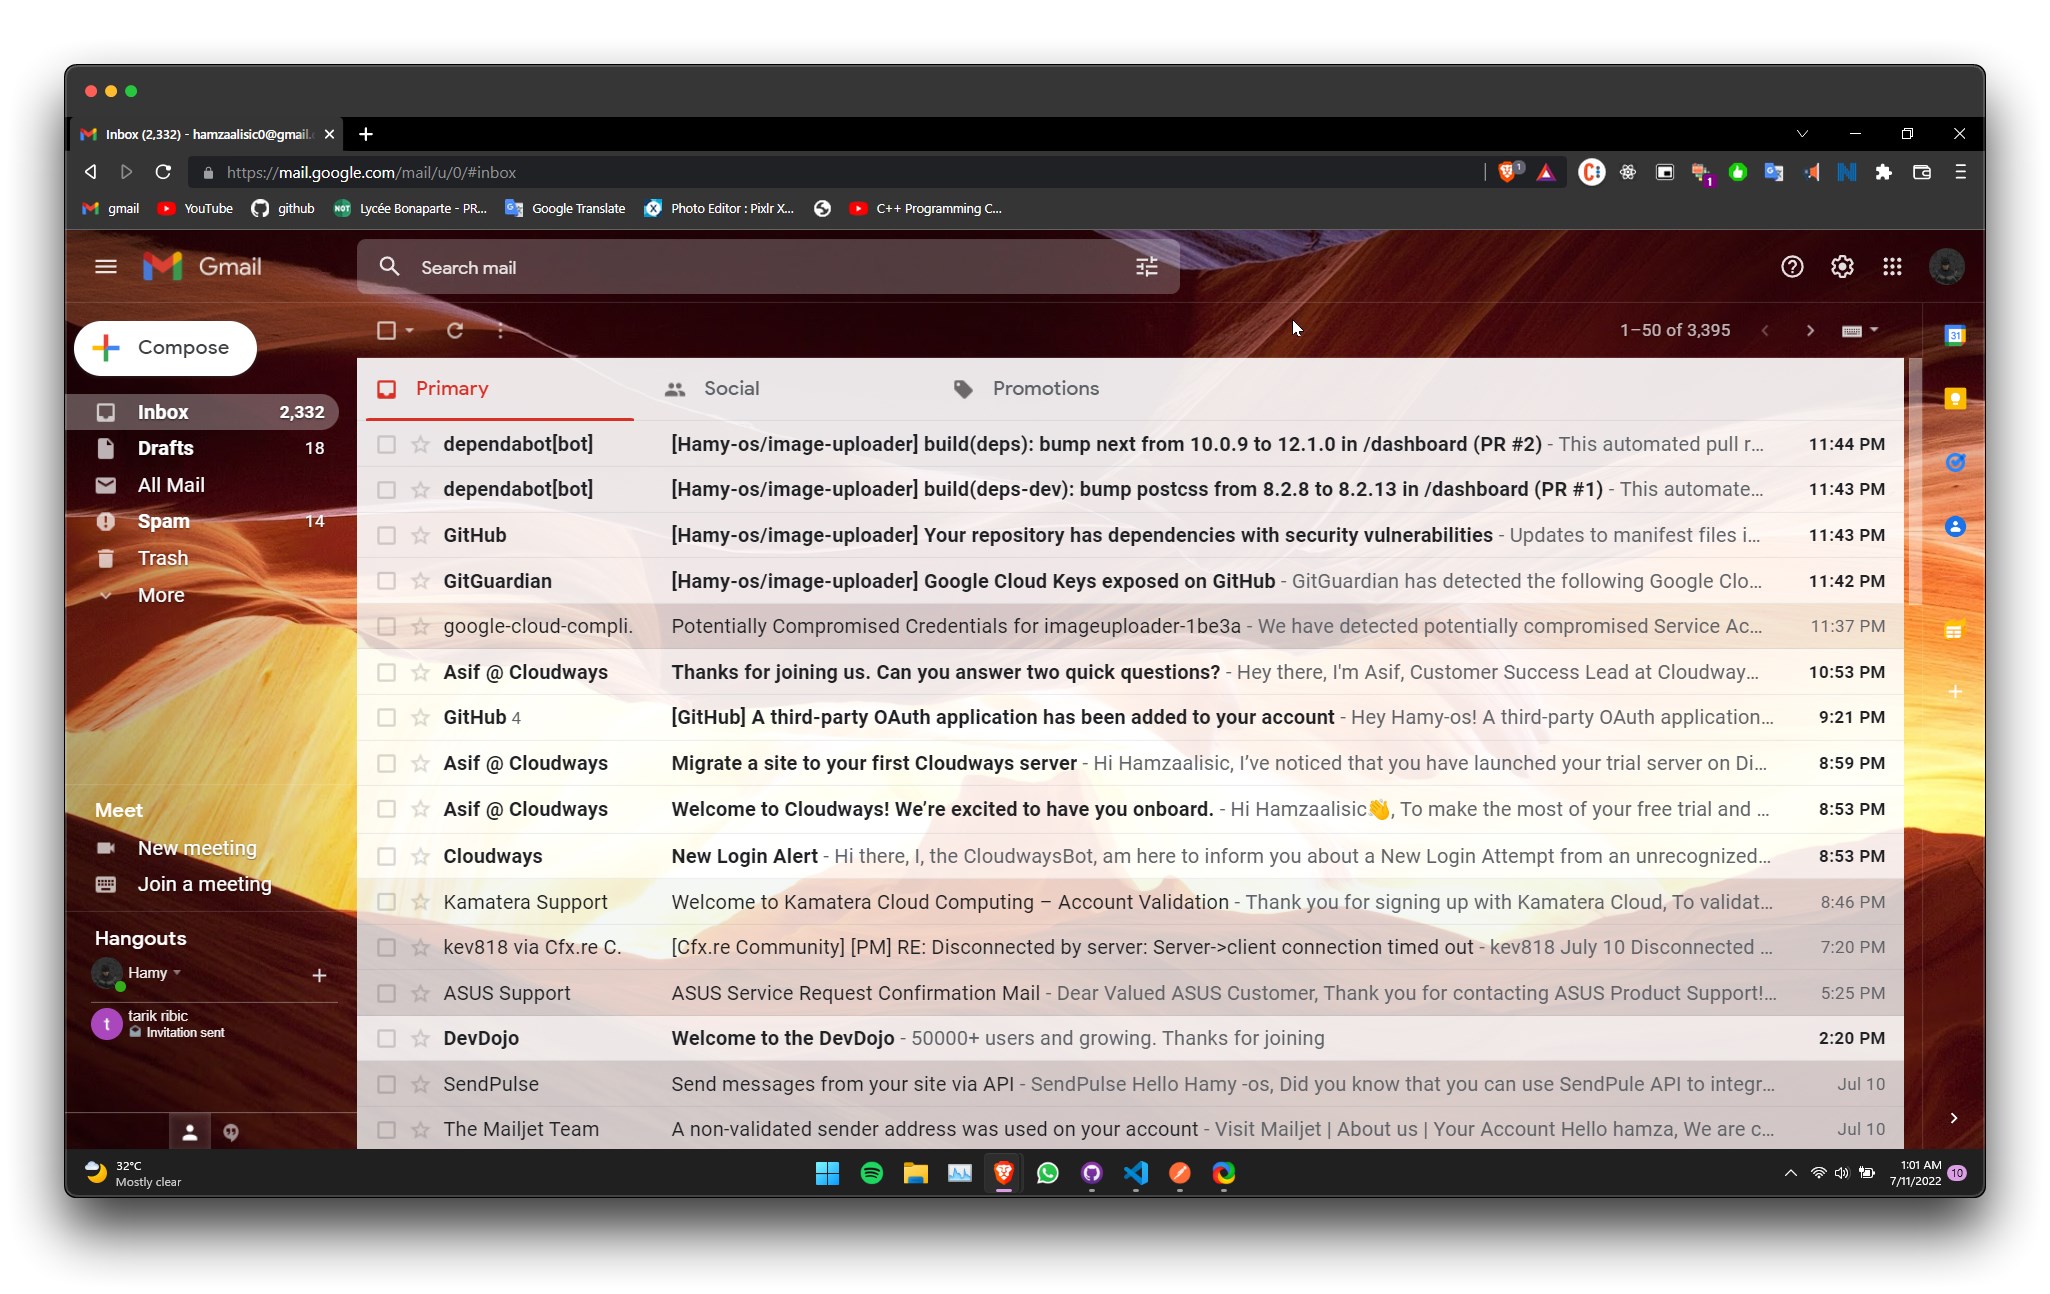 Inbox (2,332) - hamzaalisic0@gmail.
https://mail.google.com/mail/u/0/#inbox
1
1
gmail YouTube github Lycée Bonaparte - PR... Google Translate Photo Editor : Pixlr X... C++ Programming C...
Gmail
Search mail
Compose
1–50 of 3,395
31
Inbox 2,332
Drafts 18
All Mail
Spam 14
Trash
More
Primary Social Promotions
dependabot[bot] [Hamy-os/image-uploader] build(deps): bump next from 10.0.9 to 12.1.0 in /dashboard (PR #2) - This automated pull r... 11:44 PM
dependabot[bot] [Hamy-os/image-uploader] build(deps-dev): bump postcss from 8.2.8 to 8.2.13 in /dashboard (PR #1) - This automate... 11:43 PM
GitHub [Hamy-os/image-uploader] Your repository has dependencies with security vulnerabilities - Updates to manifest files i... 11:43 PM
GitGuardian [Hamy-os/image-uploader] Google Cloud Keys exposed on GitHub - GitGuardian has detected the following Google Clo... 11:42 PM
google-cloud-compli. Potentially Compromised Credentials for imageuploader-1be3a - We have detected potentially compromised Service Ac... 11:37 PM
Asif @ Cloudways Thanks for joining us. Can you answer two quick questions? - Hey there, I'm Asif, Customer Success Lead at Cloudway... 10:53 PM
GitHub 4 [GitHub] A third-party OAuth application has been added to your account - Hey Hamy-os! A third-party OAuth application... 9:21 PM
Asif @ Cloudways Migrate a site to your first Cloudways server - Hi Hamzaalisic, I’ve noticed that you have launched your trial server on Di... 8:59 PM
Asif @ Cloudways Welcome to Cloudways! We’re excited to have you onboard. - Hi Hamzaalisic👋, To make the most of your free trial and ... 8:53 PM
Cloudways New Login Alert - Hi there, I, the CloudwaysBot, am here to inform you about a New Login Attempt from an unrecognized... 8:53 PM
Kamatera Support Welcome to Kamatera Cloud Computing – Account Validation - Thank you for signing up with Kamatera Cloud, To validat... 8:46 PM
kev818 via Cfx.re C. [Cfx.re Community] [PM] RE: Disconnected by server: Server->client connection timed out - kev818 July 10 Disconnected ... 7:20 PM
ASUS Support ASUS Service Request Confirmation Mail - Dear Valued ASUS Customer, Thank you for contacting ASUS Product Support!... 5:25 PM
DevDojo Welcome to the DevDojo - 50000+ users and growing. Thanks for joining 2:20 PM
SendPulse Send messages from your site via API - SendPulse Hello Hamy -os, Did you know that you can use SendPule API to integr... Jul 10
The Mailjet Team A non-validated sender address was used on your account - Visit Mailjet | About us | Your Account Hello hamza, We are c... Jul 10
Meet
New meeting
Join a meeting
Hangouts
Hamy
t
tarik ribic
Invitation sent
32°C
Mostly clear
1:01 AM
7/11/2022
10